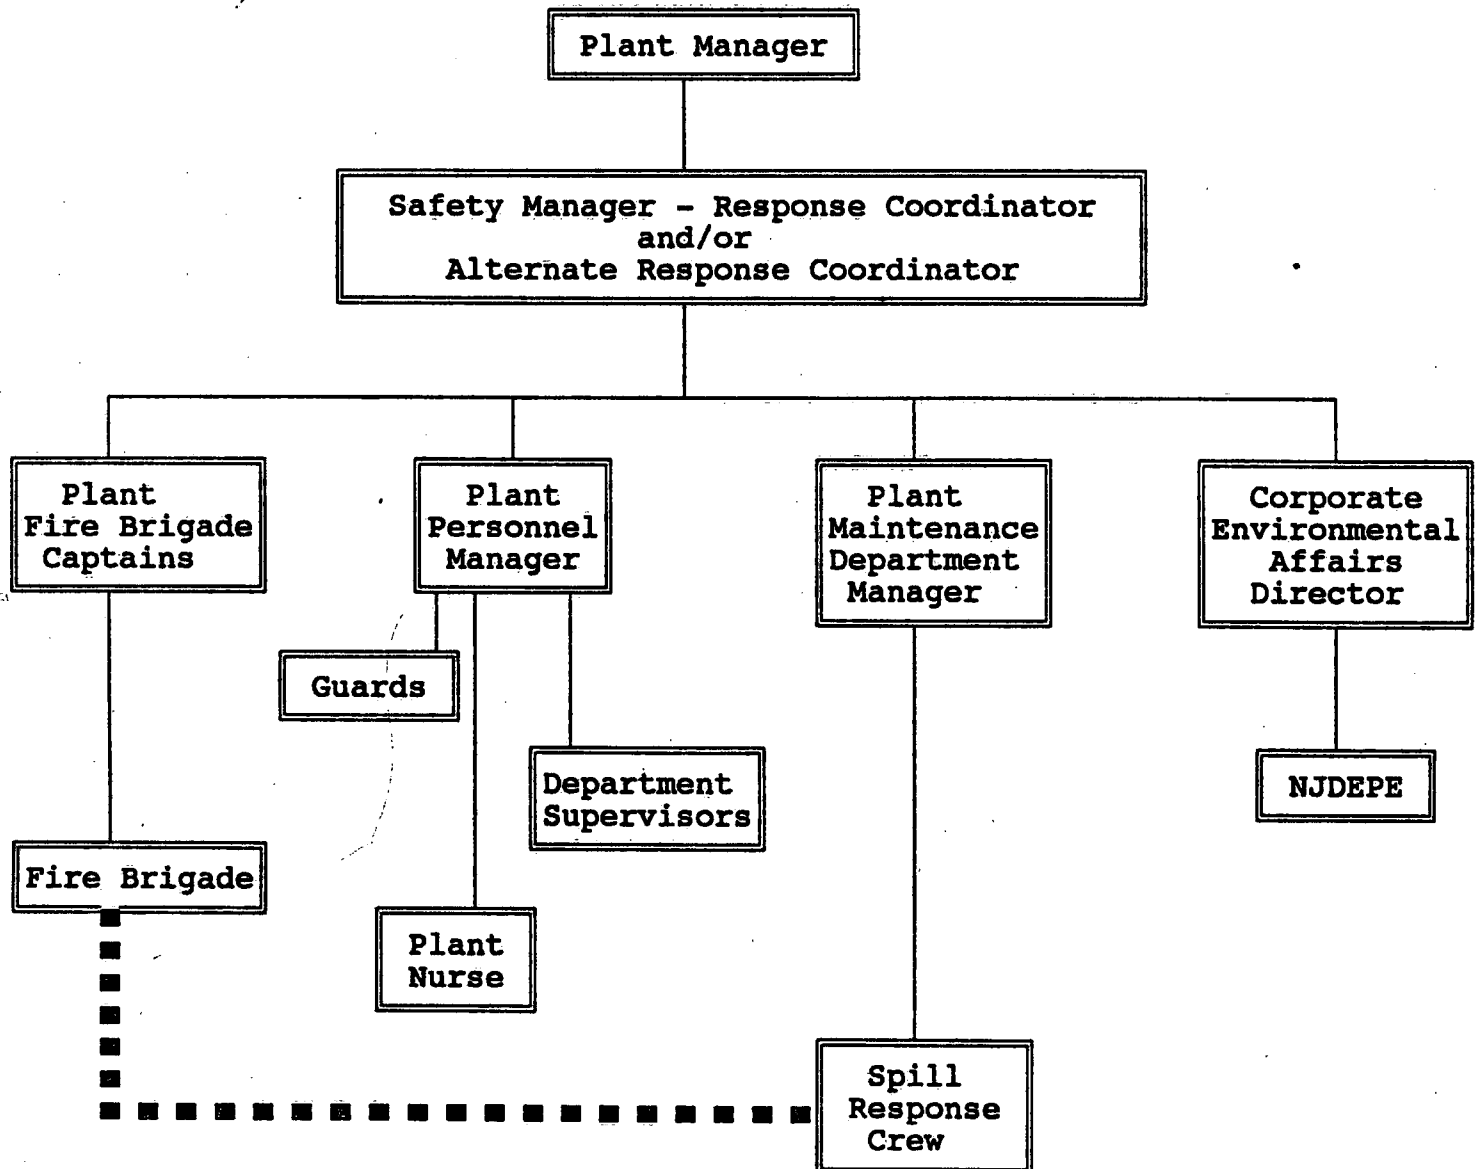 Plant Manager
Safety Manager - Response Coordinator
and/or
Alternate Response Coordinator
Plant
Fire Brigade
Captains
Plant
Personnel
Manager
Plant
Maintenance
Department
Manager
Corporate
Environmental
Affairs
Director
Guards
Department
Supervisors
NJDEPE
Fire Brigade
Plant
Nurse
Spill
Response
Crew